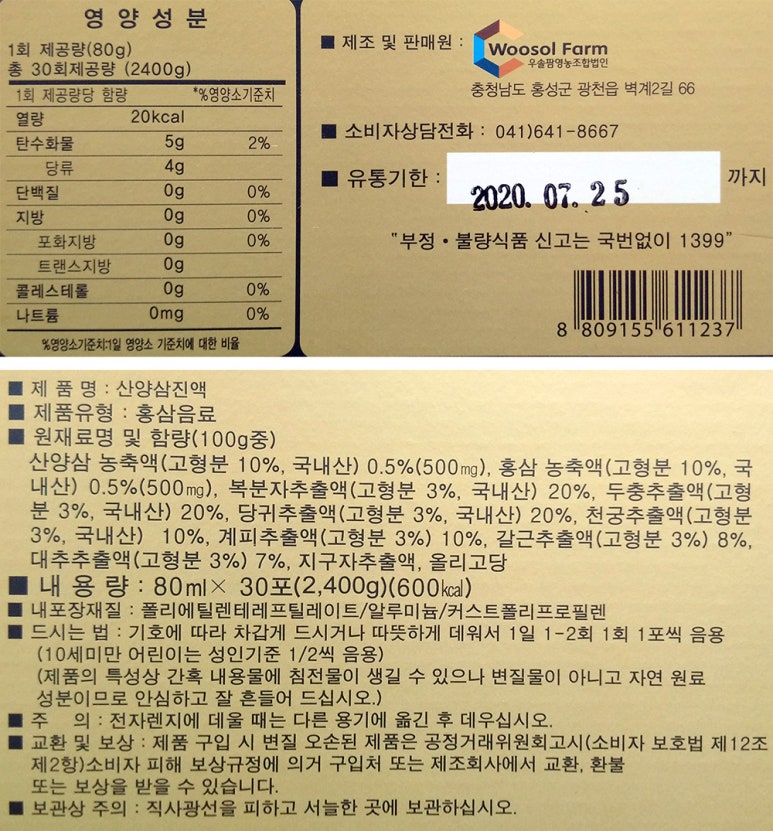 영 양 성 분
1회 제공량(80g)
총 30회제공량 (2400g)
1회 제공량당 함량 *%영양소기준치
열량 20kcal
탄수화물 5g 2%
당류 4g
단백질 0g 0%
지방 0g 0%
포화지방 0g 0%
트랜스지방 0g
콜레스테롤 0g 0%
나트륨 0mg 0%
%영양소기준치:1일 영양소 기준치에 대한 비율
■ 제조 및 판매원 : Woosol Farm
우솔팜영농조합법인
충청남도 홍성군 광천읍 벽계2길 66
■ 소비자상담전화 : 041)641-8667
■ 유통기한 : 2020. 07. 25 까지
"부정·불량식품 신고는 국번없이 1399"
8 809155 611237
■ 제 품 명 : 산양삼진액
■ 제품유형 : 홍삼음료
■ 원재료명 및 함량(100g중)
산양삼 농축액(고형분 10%, 국내산) 0.5%(500㎎), 홍삼 농축액(고형분 10%, 국
내산) 0.5%(500㎎), 복분자추출액(고형분 3%, 국내산) 20%, 두충추출액(고형
분 3%, 국내산) 20%, 당귀추출액(고형분 3%, 국내산) 20%, 천궁추출액(고형분
3%, 국내산) 10%, 계피추출액(고형분 3%) 10%, 갈근추출액(고형분 3%) 8%,
대추추출액(고형분 3%) 7%, 지구자추출액, 올리고당
■ 내 용 량 : 80ml× 30포(2,400g)(600㎉)
■ 내포장재질 : 폴리에틸렌테레프틸레이트/알루미늄/커스트폴리프로필렌
■ 드시는 법 : 기호에 따라 차갑게 드시거나 따뜻하게 데워서 1일 1-2회 1회 1포씩 음용
(10세미만 어린이는 성인기준 1/2씩 음용)
(제품의 특성상 간혹 내용물에 침전물이 생길 수 있으나 변질물이 아니고 자연 원료
성분이므로 안심하고 잘 흔들어 드십시오.)
■ 주 의 : 전자렌지에 데울 때는 다른 용기에 옮긴 후 데우십시오.
■ 교환 및 보상 : 제품 구입 시 변질 오손된 제품은 공정거래위원회고시(소비자 보호법 제12조
제2항)소비자 피해 보상규정에 의거 구입처 또는 제조회사에서 교환, 환불
또는 보상을 받을 수 있습니다.
■ 보관상 주의 : 직사광선을 피하고 서늘한 곳에 보관하십시오.